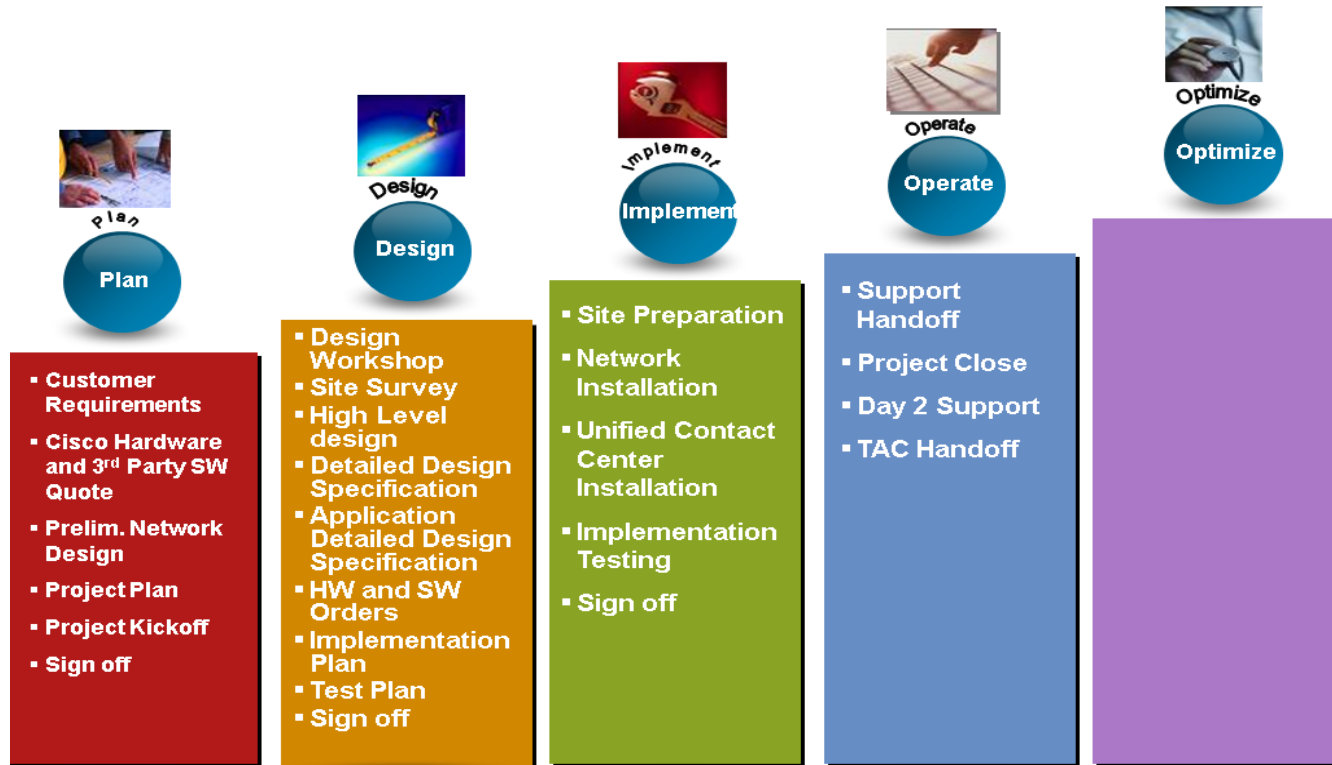 Plan
Plan
▪ Customer
Requirements
▪ Cisco Hardware
and 3rd Party SW
Quote
▪ Prelim. Network
Design
▪ Project Plan
▪ Project Kickoff
▪ Sign off
Design
Design
▪ Design
Workshop
▪ Site Survey
▪ High Level
design
▪ Detailed Design
Specification
▪ Application
Detailed Design
Specification
▪ HW and SW
Orders
▪ Implementation
Plan
▪ Test Plan
▪ Sign off
Implement
Implement
▪ Site Preparation
▪ Network
Installation
▪ Unified Contact
Center
Installation
▪ Implementation
Testing
▪ Sign off
Operate
Operate
▪ Support
Handoff
▪ Project Close
▪ Day 2 Support
▪ TAC Handoff
Optimize
Optimize